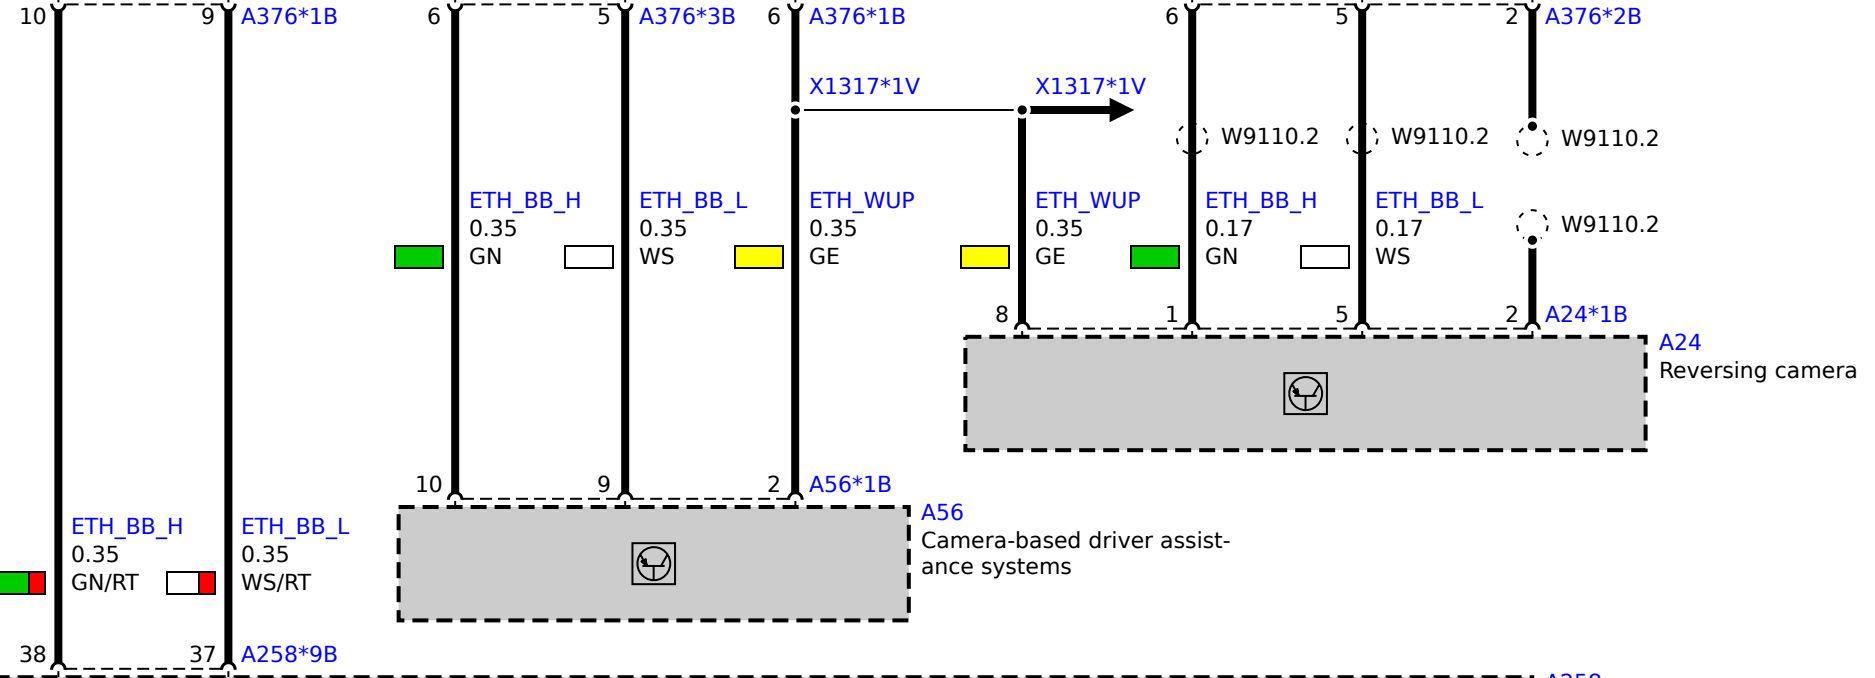 10 9 A376*1B 6 5 A376*3B 6 A376*1B 6 5 2 A376*2B
X1317*1V X1317*1V
W9110.2 W9110.2 W9110.2
ETH_BB_H ETH_BB_L ETH_WUP ETH_WUP ETH_BB_H ETH_BB_L
0.35 0.35 0.35 0.35 0.17 0.17 W9110.2
GN WS GE GE GN WS
8 1 5 2 A24*1B
A24
Reversing camera
10 9 2 A56*1B
A56
ETH_BB_H ETH_BB_L
Camera-based driver assist-
0.35 0.35
ance systems
GN/RT WS/RT
38 37 A258*9B
A258